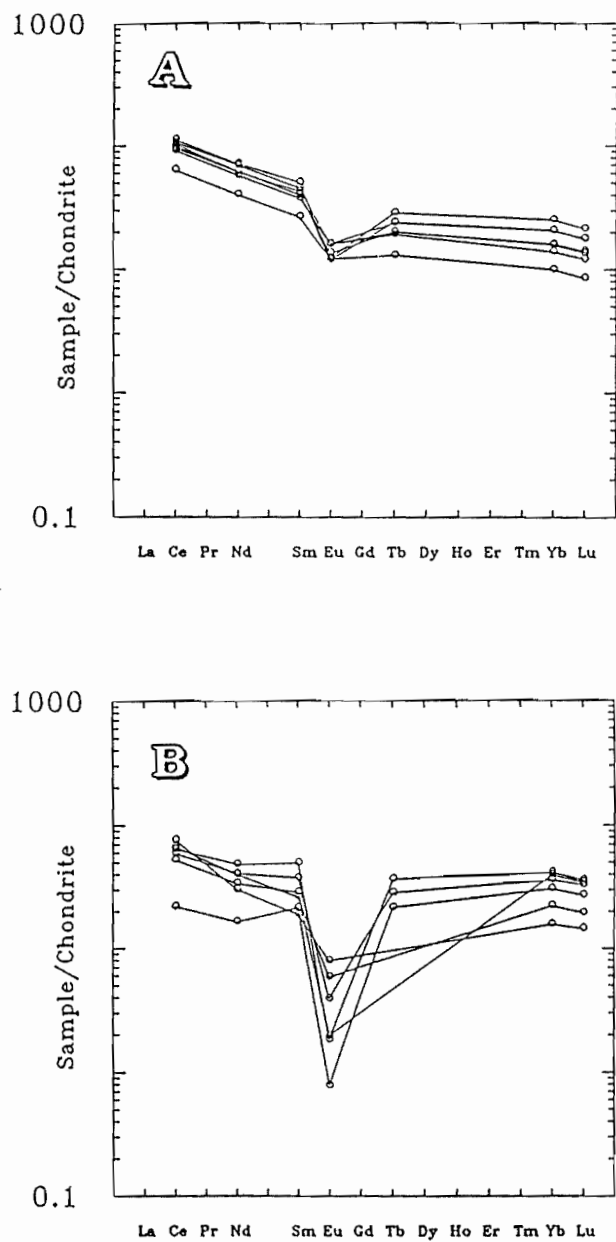 1000
A
Sample/Chondrite
0.1
La Ce Pr Nd Sm Eu Gd Tb Dy Ho Er Tm Yb Lu
1000
B
Sample/Chondrite
0.1
La Ce Pr Nd Sm Eu Gd Tb Dy Ho Er Tm Yb Lu